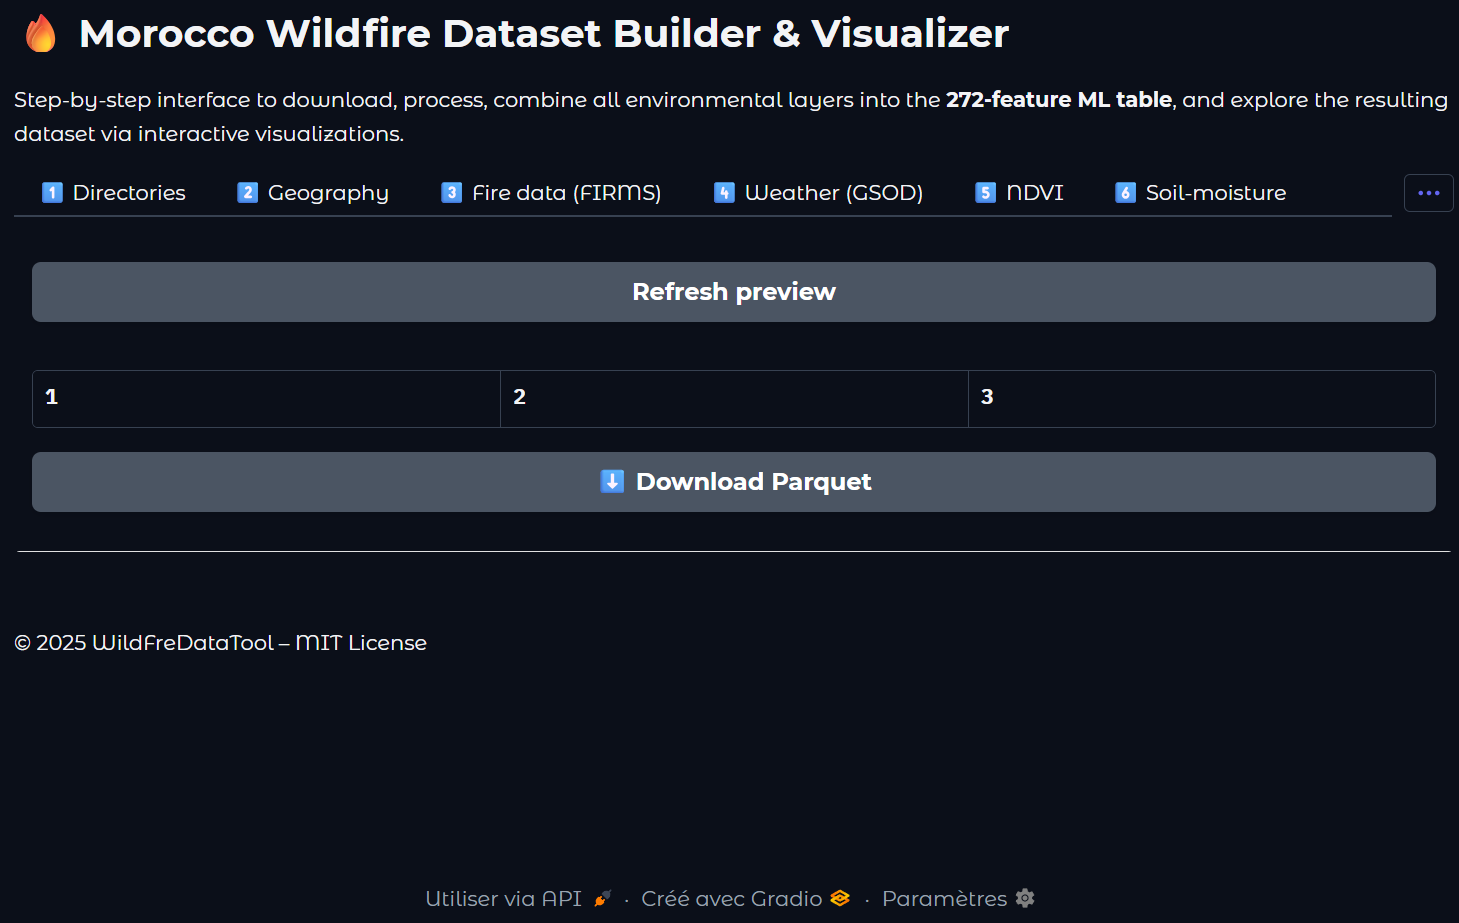 🔥 Morocco Wildfire Dataset Builder & Visualizer
Step-by-step interface to download, process, combine all environmental layers into the 272-feature ML table, and explore the resulting
dataset via interactive visualizations.
1 Directories 2 Geography 3 Fire data (FIRMS) 4 Weather (GSOD) 5 NDVI 6 Soil-moisture ...
Refresh preview
1 2 3
⬇️ Download Parquet
© 2025 WildFreDataTool – MIT License
Utiliser via API · Créé avec Gradio · Paramètres